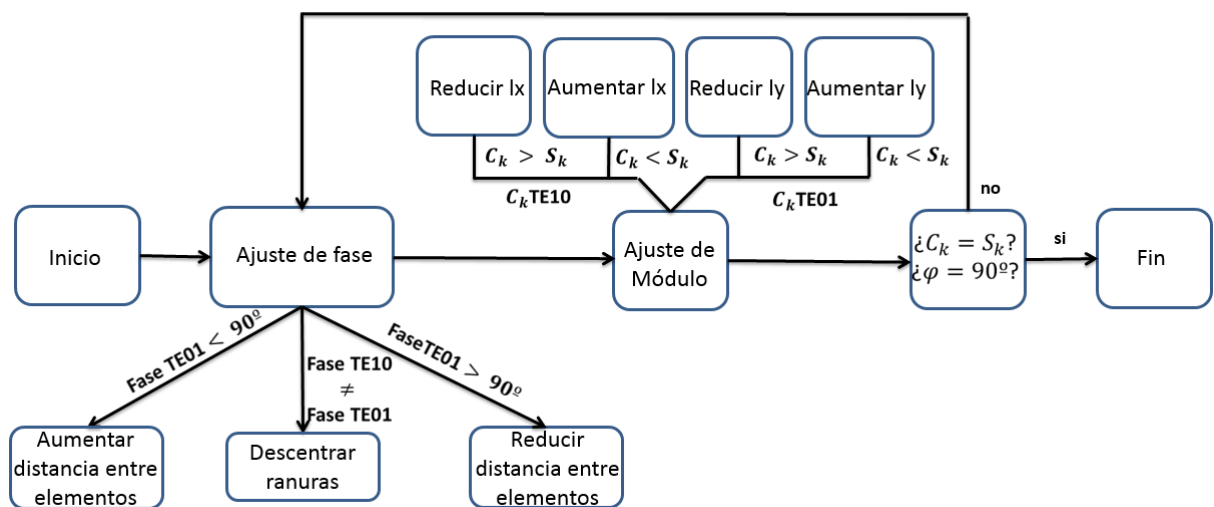 Reducir lx
Aumentar lx
Reducir ly
Aumentar ly
C_k > S_k
C_k < S_k
C_k > S_k
C_k < S_k
C_kTE10
C_kTE01
no
Inicio
Ajuste de fase
Ajuste de
Módulo
¿C_k = S_k?
¿φ = 90º?
si
Fin
Fase TE01 < 90º
Fase TE10
≠
Fase TE01
FaseTE01 > 90º
Aumentar
distancia entre
elementos
Descentrar
ranuras
Reducir
distancia entre
elementos